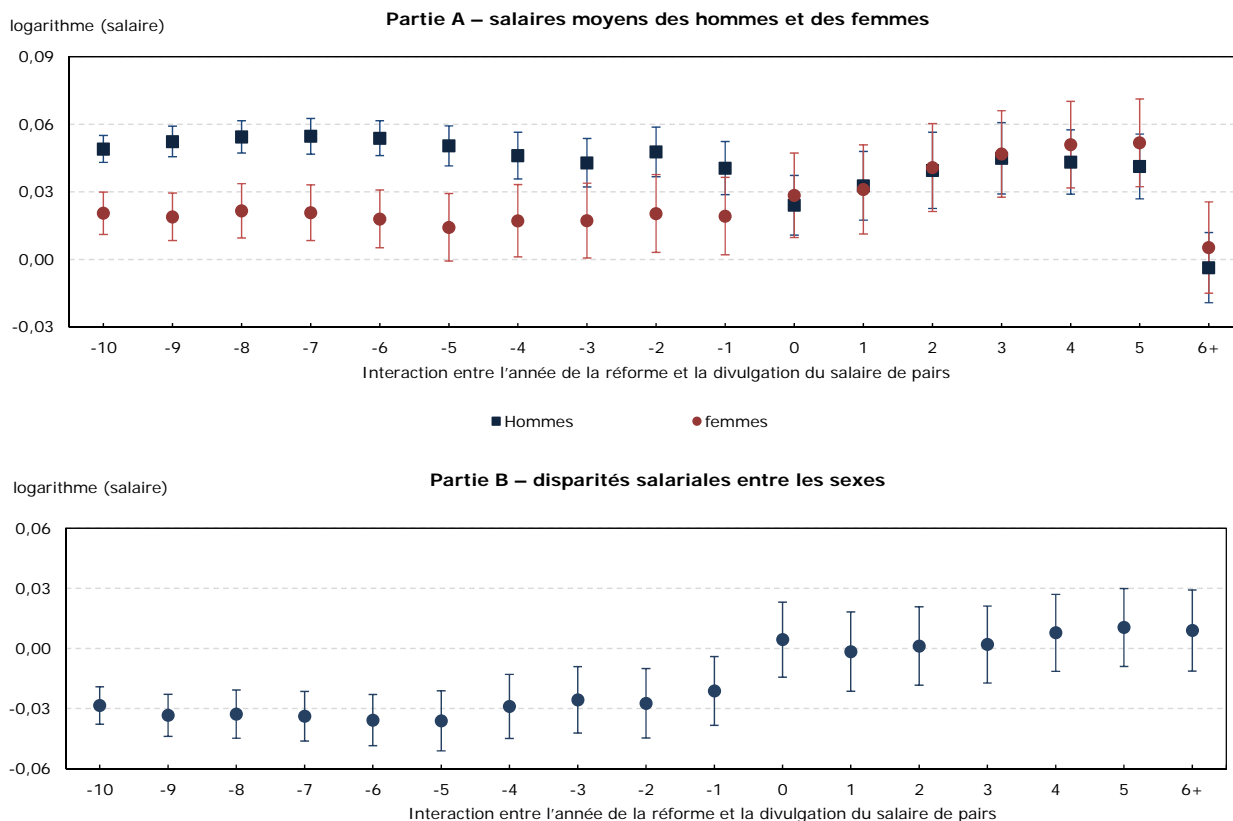 Partie A – salaires moyens des hommes et des femmes
logarithme (salaire)
0,09
0,06
0,03
0,00
-0,03
-10 -9 -8 -7 -6 -5 -4 -3 -2 -1 0 1 2 3 4 5 6+
Interaction entre l'année de la réforme et la divulgation du salaire de pairs
Hommes femmes
Partie B – disparités salariales entre les sexes
logarithme (salaire)
0,06
0,03
0,00
-0,03
-0,06
-10 -9 -8 -7 -6 -5 -4 -3 -2 -1 0 1 2 3 4 5 6+
Interaction entre l'année de la réforme et la divulgation du salaire de pairs